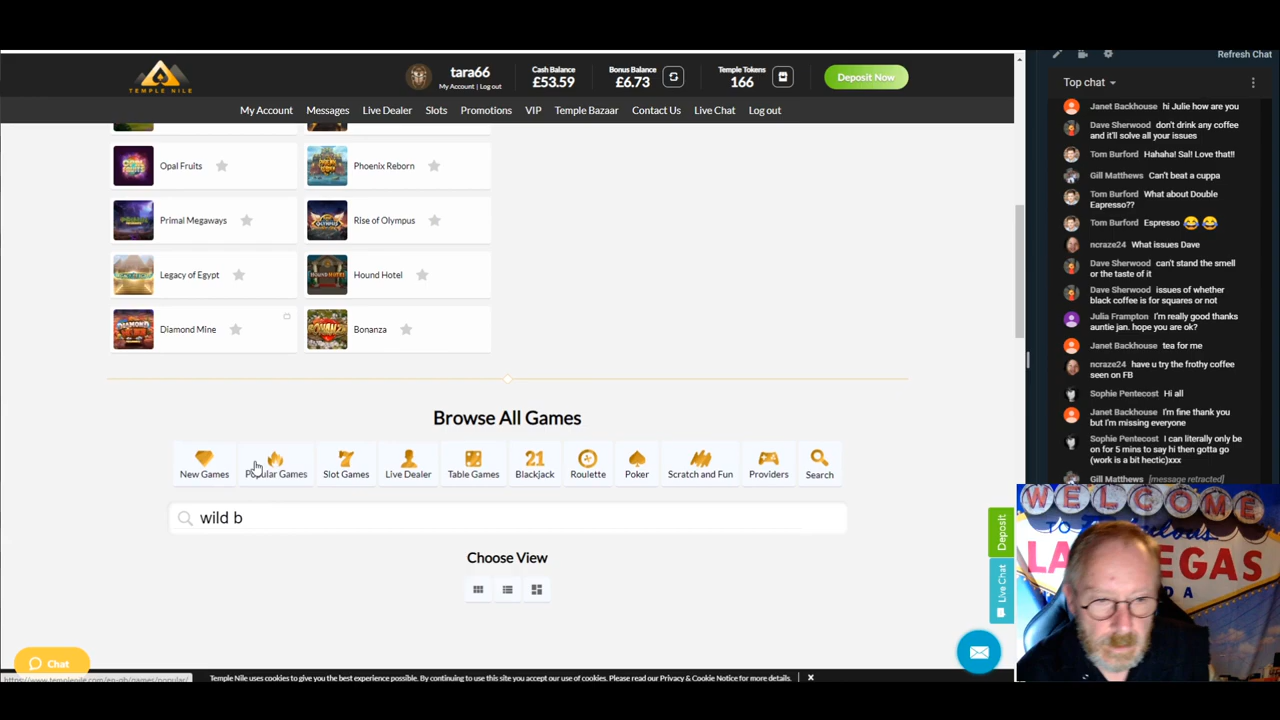 TEMPLE NILE
tara66
My Account | Log out
Cash Balance
£53.59
Bonus Balance
£6.73
Temple Tokens
166
Deposit Now
My Account Messages Live Dealer Slots Promotions VIP Temple Bazaar Contact Us Live Chat Log out
Opal Fruits
Phoenix Reborn
Primal Megaways
Rise of Olympus
Legacy of Egypt
Hound Hotel
Diamond Mine
Bonanza
Browse All Games
New Games
Popular Games
Slot Games
Live Dealer
Table Games
21
Blackjack
Roulette
Poker
Scratch and Fun
Providers
Search
wild b
Choose View
Deposit
Live Chat
Chat
https://www.templenile.com/en-gb/games/popular/
Temple Nile uses cookies to give you the best experience possible. By continuing to use this site you accept our use of cookies. Please read our Privacy & Cookie Notice for more details. X
Refresh Chat
Top chat
Janet Backhouse hi Julie how are you
Dave Sherwood don't drink any coffee
and it'll solve all your issues
Tom Burford Hahaha! Sal! Love that!!
Gill Matthews Can't beat a cuppa
Tom Burford What about Double
Eapresso??
Tom Burford Espresso 😂 😂
ncraze24 What issues Dave
Dave Sherwood can't stand the smell
or the taste of it
Dave Sherwood issues of whether
black coffee is for squares or not
Julia Frampton I'm really good thanks
auntie jan. hope you are ok?
Janet Backhouse tea for me
ncraze24 have u try the frothy coffee
seen on FB
Sophie Pentecost Hi all
Janet Backhouse I'm fine thank you
but I'm missing everyone
Sophie Pentecost I can literally only be
on for 5 mins to say hi then gotta go
(work is a bit hectic)xxx
Gill Matthews [message retracted]
WELCOME
TO Fabulous
LAS VEGAS